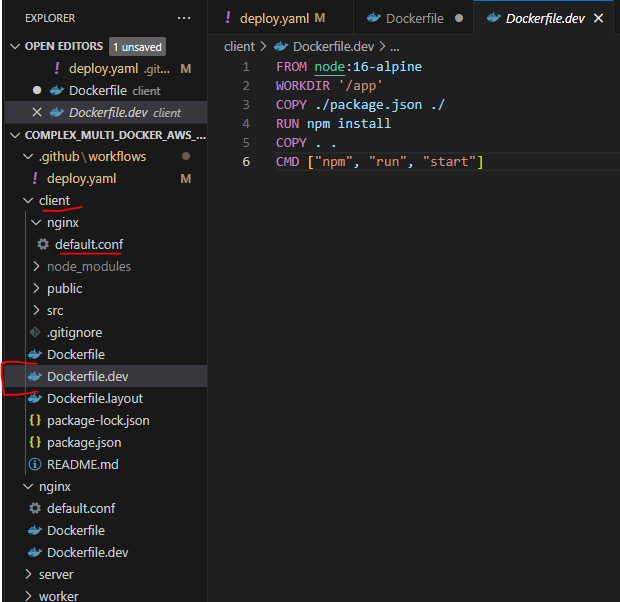 EXPLORER ...
OPEN EDITORS 1 unsaved
! deploy.yaml .git... M
Dockerfile client
Dockerfile.dev client
COMPLEX_MULTI_DOCKER_AWS_...
.github\workflows
! deploy.yaml M
client
nginx
default.conf
node_modules
public
src
.gitignore
Dockerfile
Dockerfile.dev
Dockerfile.layout
{} package-lock.json
{} package.json
README.md
nginx
default.conf
Dockerfile
Dockerfile.dev
server
worker
! deploy.yaml M Dockerfile Dockerfile.dev
client > Dockerfile.dev > ...
1 FROM node:16-alpine
2 WORKDIR '/app'
3 COPY ./package.json ./
4 RUN npm install
5 COPY . .
6 CMD ["npm", "run", "start"]